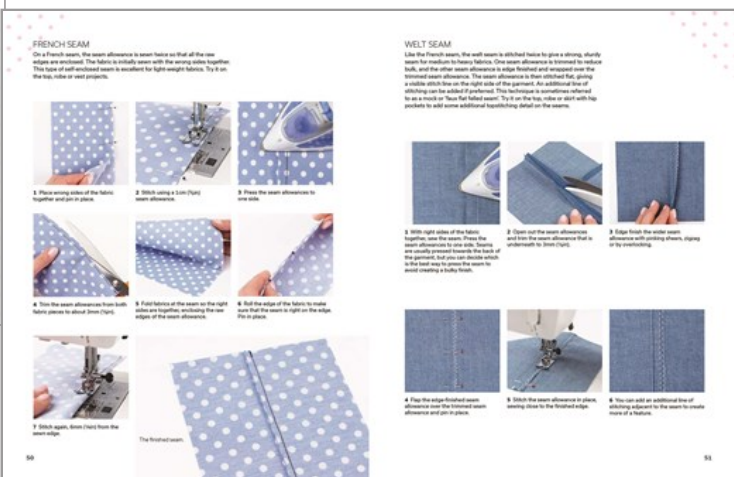 FRENCH SEAM
On a French seam, the seam allowance is sewn twice so that all the raw
edges are enclosed. The fabric is initially sewn with the wrong sides together.
This type of self-enclosed seam is excellent for light-weight fabrics. Try it on
the top, robe or vest projects.
1 Place wrong sides of the fabric
together and pin in place.
2 Stitch using a 1cm (⅜in)
seam allowance.
3 Press the seam allowances to
one side.
4 Trim the seam allowances from both
fabric pieces to about 3mm (⅛in).
5 Fold fabrics at the seam so the right
sides are together, enclosing the raw
edges of the seam allowance.
6 Roll the edge of the fabric to make
sure that the seam is right on the edge.
Pin in place.
7 Stitch again, 6mm (¼in) from the
sewn edge.
The finished seam.
50
WELT SEAM
Like the French seam, the welt seam is stitched twice to give a strong, sturdy
seam for medium to heavy fabrics. One seam allowance is trimmed to reduce
bulk, and the other seam allowance is edge finished and wrapped over the
trimmed seam allowance. The seam allowance is then stitched flat, giving
a visible stitch line on the right side of the garment. An additional line of
stitching can be added if preferred. This technique is sometimes referred
to as a mock or 'faux flat felled seam'. Try it on the top, robe or skirt with hip
pockets to add some additional topstitching detail on the seams.
1 With right sides of the fabric
together, sew the seam. Press the
seam allowances to one side. Seams
are usually pressed towards the back of
the garment, but you can decide which
is the best way to press the seam to
avoid creating a bulky finish.
2 Open out the seam allowances
and trim the seam allowance that is
underneath to 3mm (⅛in).
3 Edge finish the wider seam
allowance with pinking shears, zigzag
or by overlocking.
4 Flap the edge-finished seam
allowance over the trimmed seam
allowance and pin in place.
5 Stitch the seam allowance in place,
sewing close to the finished edge.
6 You can add an additional line of
stitching adjacent to the seam to create
more of a feature.
51